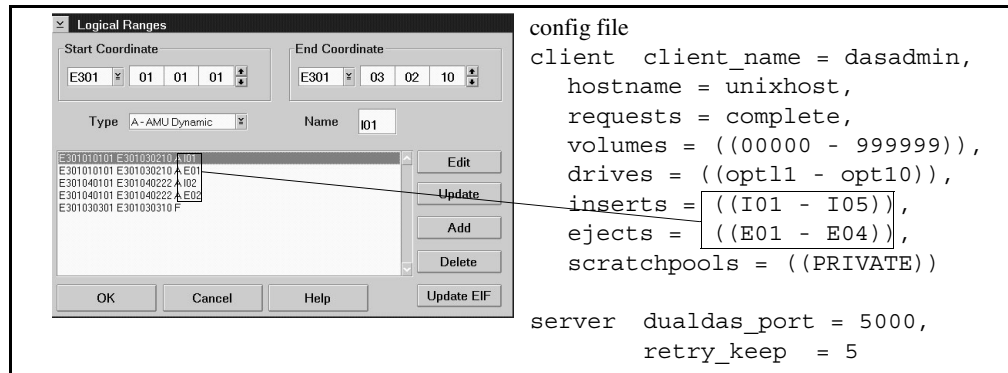 Logical Ranges
Start Coordinate
E301 01 01 01
End Coordinate
E301 03 02 10
Type A - AMU Dynamic
Name I01
E301010101 E301030210 A I01
E301010101 E301030210 A E01
E301040101 E301040222 A I02
E301040101 E301040222 A E02
E301030301 E301030310 F
Edit
Update
Add
Delete
OK Cancel Help Update EIF
config file
client client_name = dasadmin,
hostname = unixhost,
requests = complete,
volumes = ((00000 - 999999)),
drives = ((optl1 - opt10)),
inserts = ((I01 - I05)),
ejects = ((E01 - E04)),
scratchpools = ((PRIVATE))
server dualdas_port = 5000,
retry_keep = 5